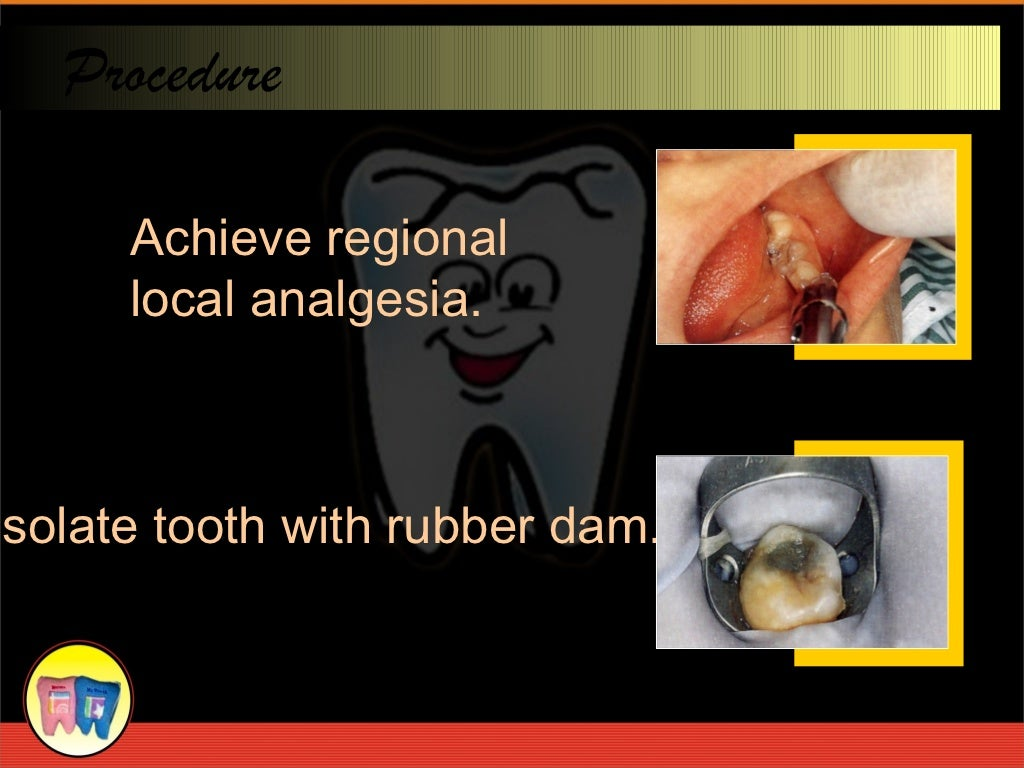 Procedure
Achieve regional
local analgesia.
solate tooth with rubber dam.